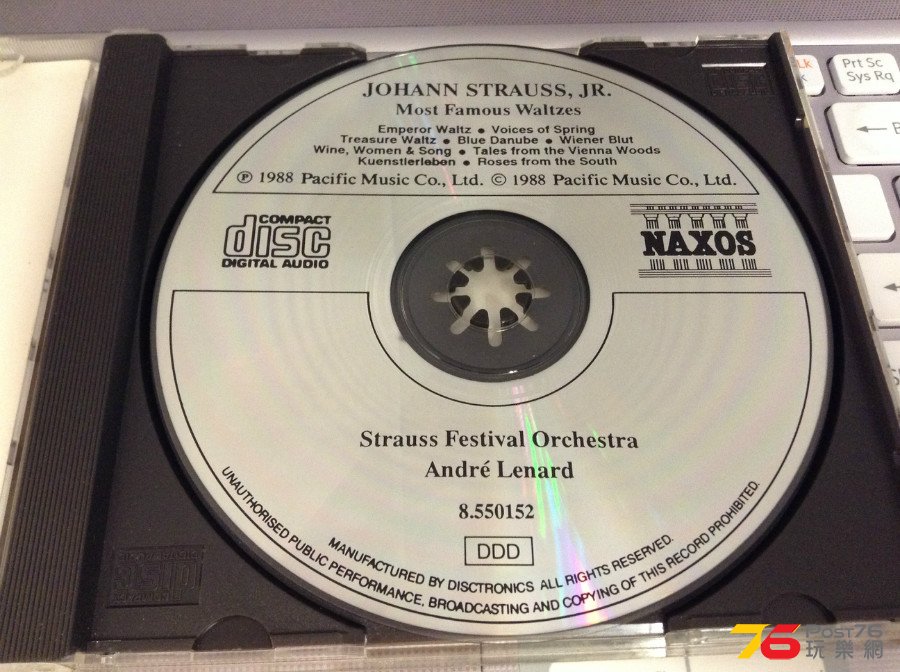 JOHANN STRAUSS, JR.
Most Famous Waltzes
Emperor Waltz • Voices of Spring
Treasure Waltz • Blue Danube • Wiener Blut
Wine, Women & Song • Tales from the Vienna Woods
Kuenstlerleben • Roses from the South
℗ 1988 Pacific Music Co., Ltd. © 1988 Pacific Music Co., Ltd.
COMPACT
disc
DIGITAL AUDIO
NAXOS
Strauss Festival Orchestra
André Lenard
8.550152
DDD
MANUFACTURED BY DISCTRONICS ALL RIGHTS RESERVED.
UNAUTHORISED PUBLIC PERFORMANCE, BROADCASTING AND COPYING OF THIS RECORD PROHIBITED.
Prt Sc
Sys Rq
76
POST76
玩樂網